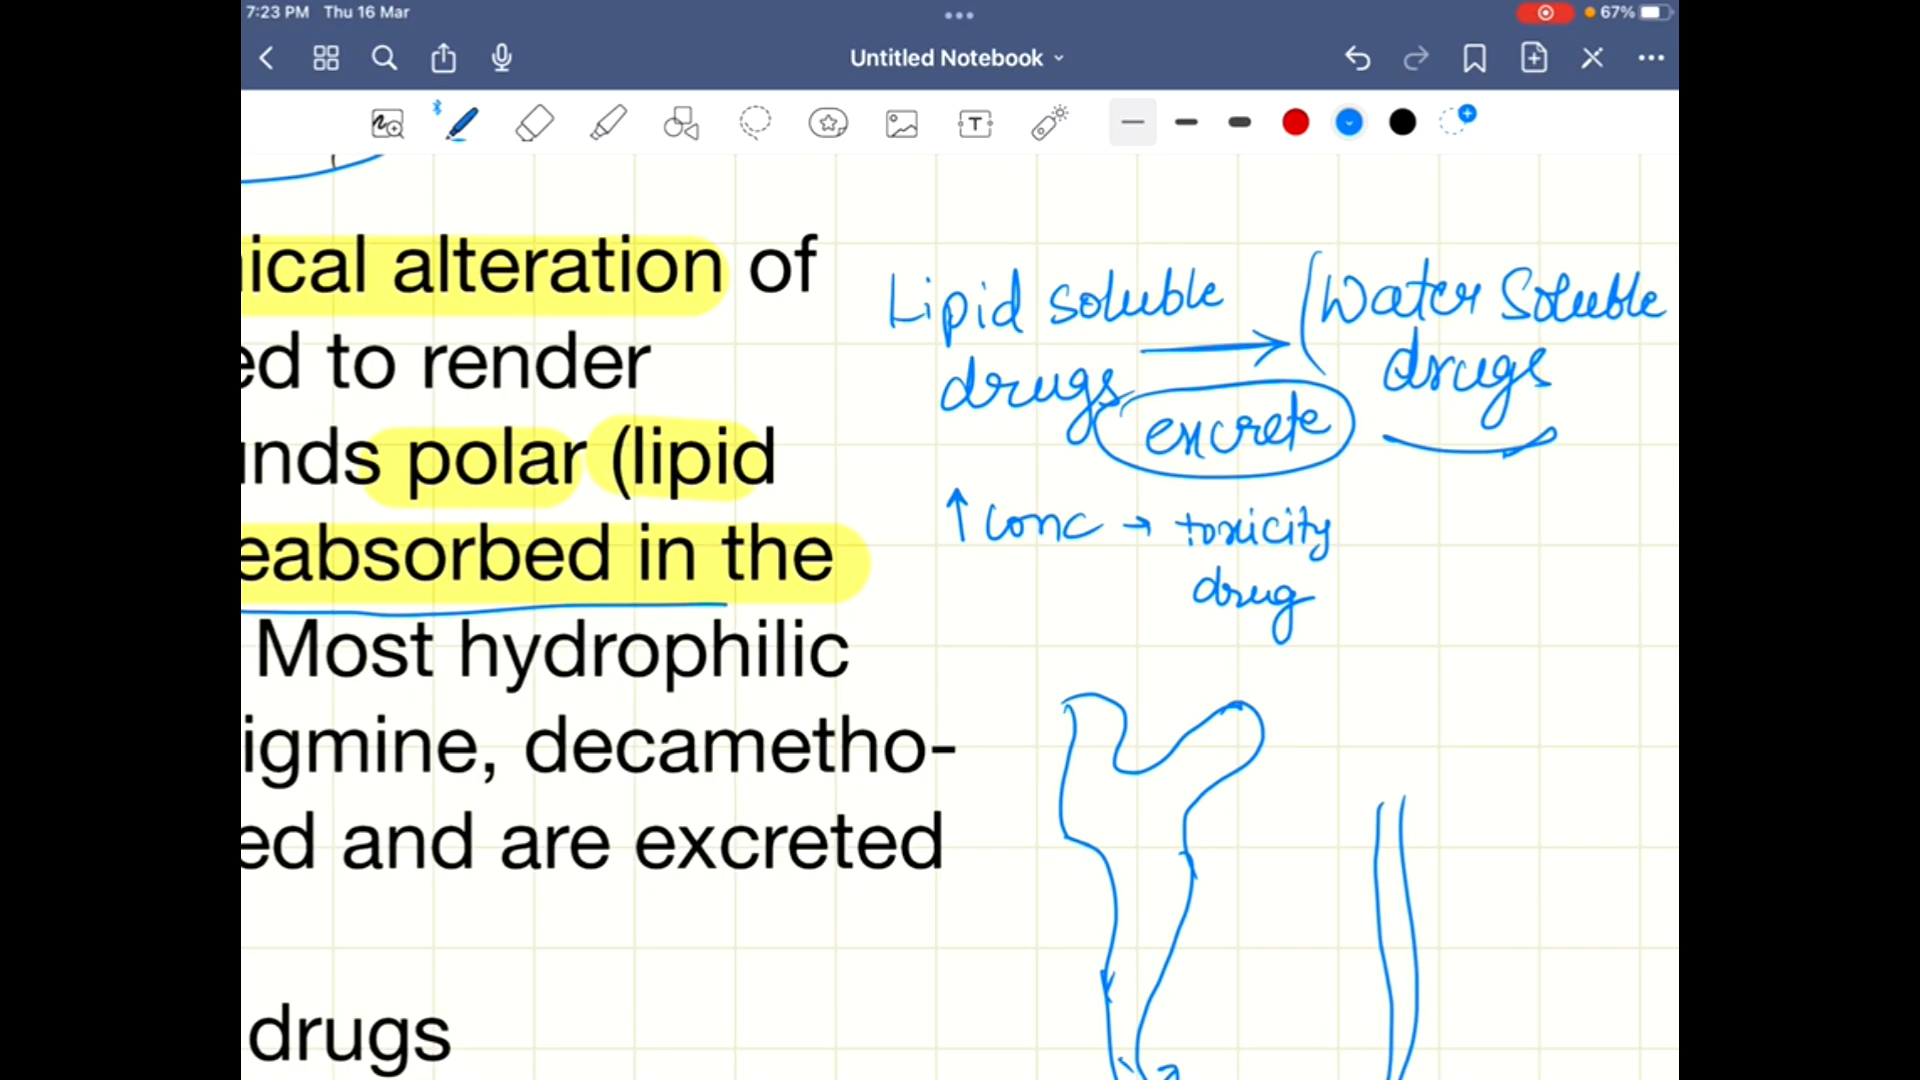 7:23 PM Thu 16 Mar
67%
Untitled Notebook
T
ical alteration of
ed to render
nds polar (lipid
eabsorbed in the
Most hydrophilic
igmine, decametho-
ed and are excreted
drugs
Lipid soluble
drugs
Water Soluble
drugs
excrete
↑ conc → toxicity
drug